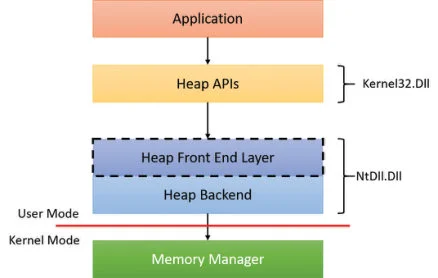 Application
Heap APIs
Kernel32.Dll
Heap Front End Layer
NtDll.Dll
Heap Backend
User Mode
Kernel Mode
Memory Manager